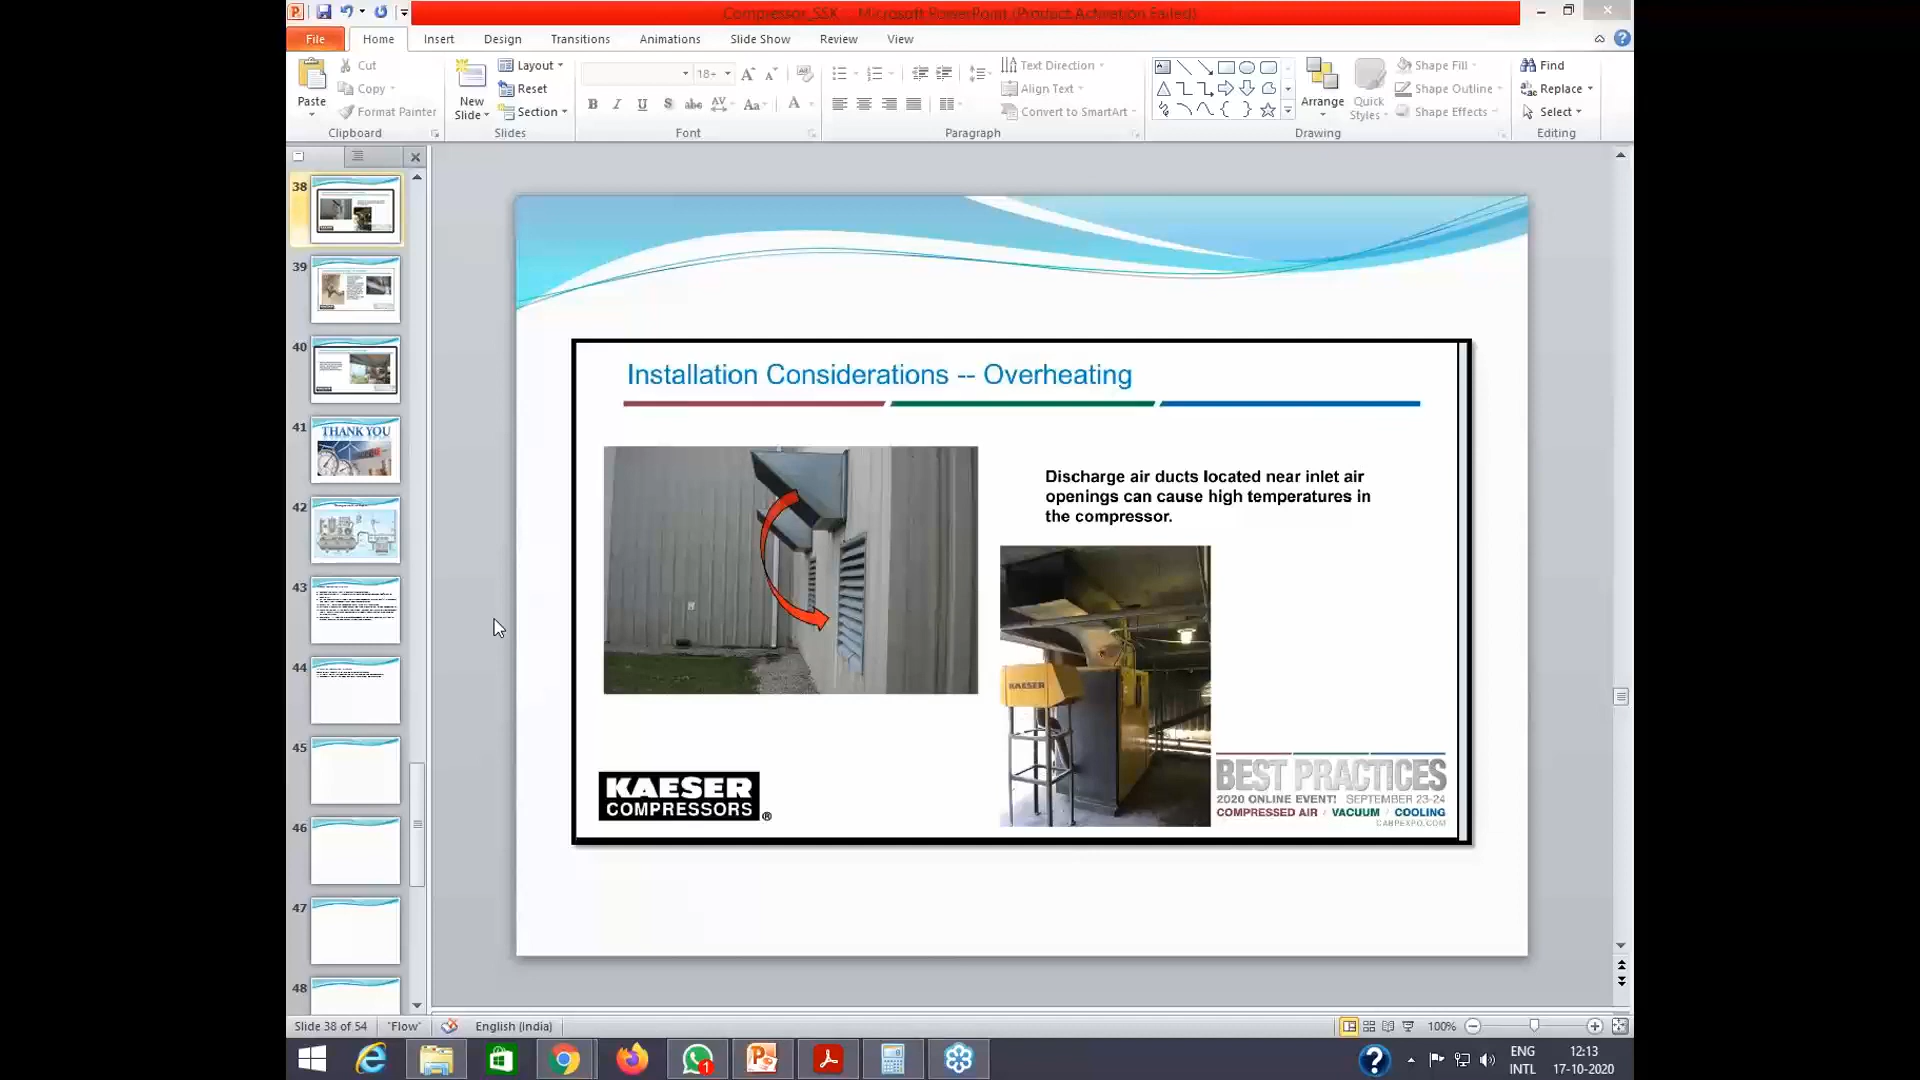 Compressor_SSK - Microsoft PowerPoint (Product Activation Failed)
File Home Insert Design Transitions Animations Slide Show Review View
Paste
Cut
Copy
Format Painter
Clipboard
New
Slide
Layout
Reset
Section
Slides
18+
Font
Text Direction
Align Text
Convert to SmartArt
Paragraph
Arrange
Quick
Styles
Shape Fill
Shape Outline
Shape Effects
Drawing
Find
Replace
Select
Editing
38
39
40
41
THANK YOU
42
43
44
45
46
47
48
Installation Considerations -- Overheating
Discharge air ducts located near inlet air
openings can cause high temperatures in
the compressor.
KAESER
KAESER
COMPRESSORS®
BEST PRACTICES
2020 ONLINE EVENT! SEPTEMBER 23-24
COMPRESSED AIR / VACUUM / COOLING
CABPEXPO.COM
Slide 38 of 54 "Flow" English (India) 100%
1
ENG
INTL
12:13
17-10-2020